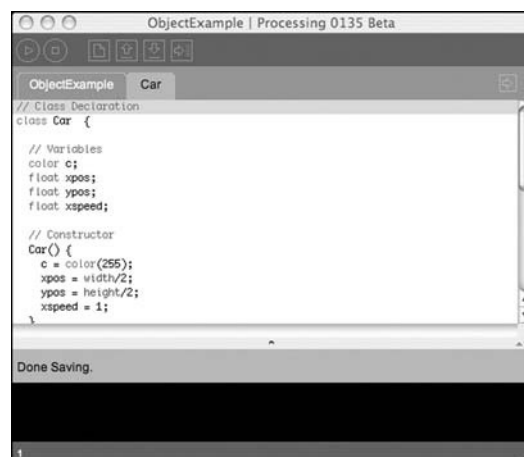 ObjectExample | Processing 0135 Beta
ObjectExample Car
// Class Declaration
class Car {
// Variables
color c;
float xpos;
float ypos;
float xspeed;
// Constructor
Car() {
c = color(255);
xpos = width/2;
ypos = height/2;
xspeed = 1;
}
Done Saving.
1